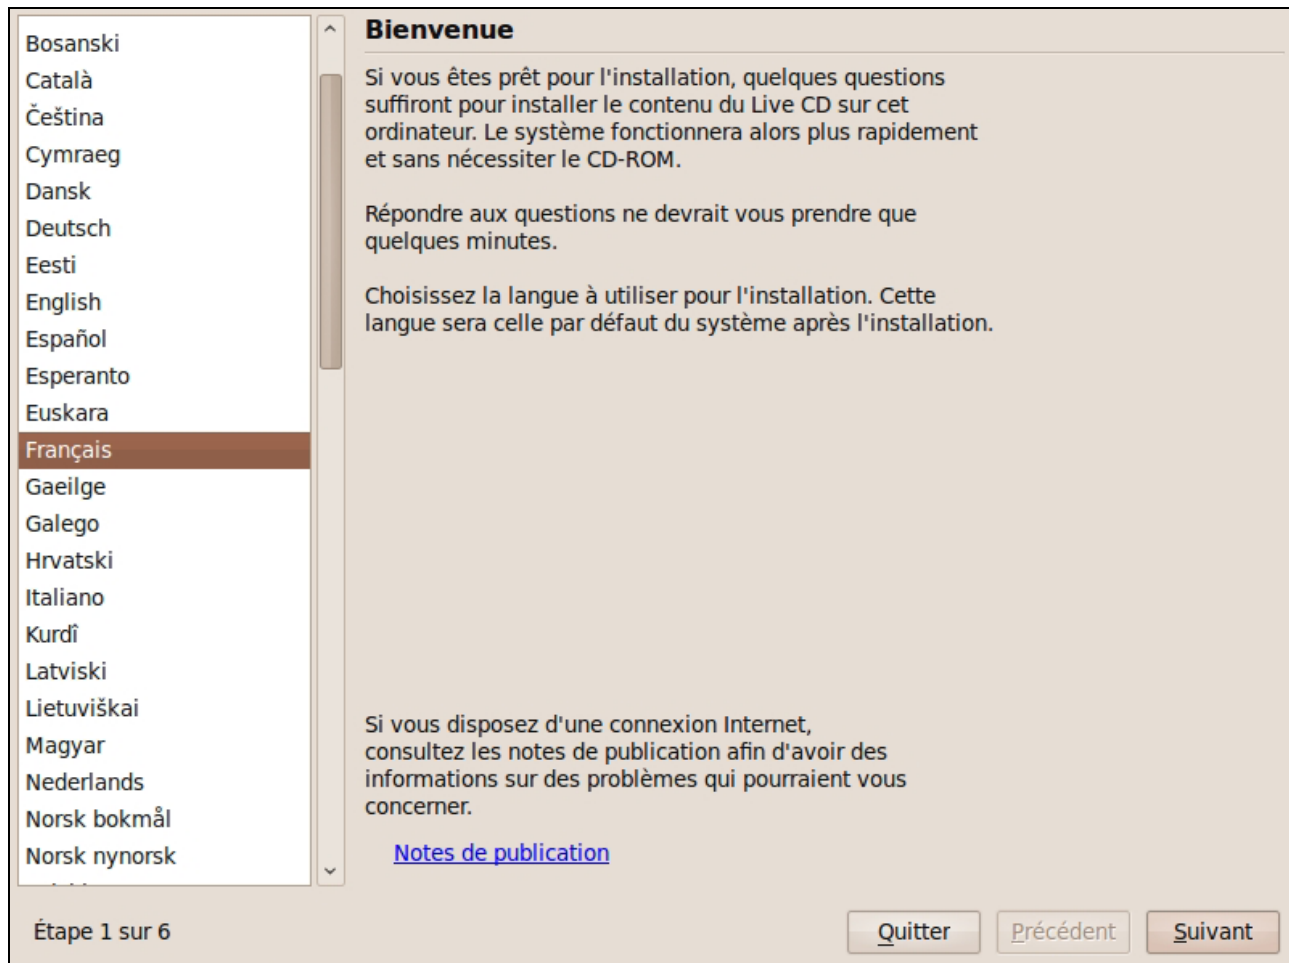 Bosanski
Català
Čeština
Cymraeg
Dansk
Deutsch
Eesti
English
Español
Esperanto
Euskara
Français
Gaeilge
Galego
Hrvatski
Italiano
Kurdî
Latviski
Lietuviškai
Magyar
Nederlands
Norsk bokmål
Norsk nynorsk
Bienvenue
Si vous êtes prêt pour l'installation, quelques questions
suffiront pour installer le contenu du Live CD sur cet
ordinateur. Le système fonctionnera alors plus rapidement
et sans nécessiter le CD-ROM.
Répondre aux questions ne devrait vous prendre que
quelques minutes.
Choisissez la langue à utiliser pour l'installation. Cette
langue sera celle par défaut du système après l'installation.
Si vous disposez d'une connexion Internet,
consultez les notes de publication afin d'avoir des
informations sur des problèmes qui pourraient vous
concerner.
Notes de publication
Étape 1 sur 6
Quitter
Précédent
Suivant